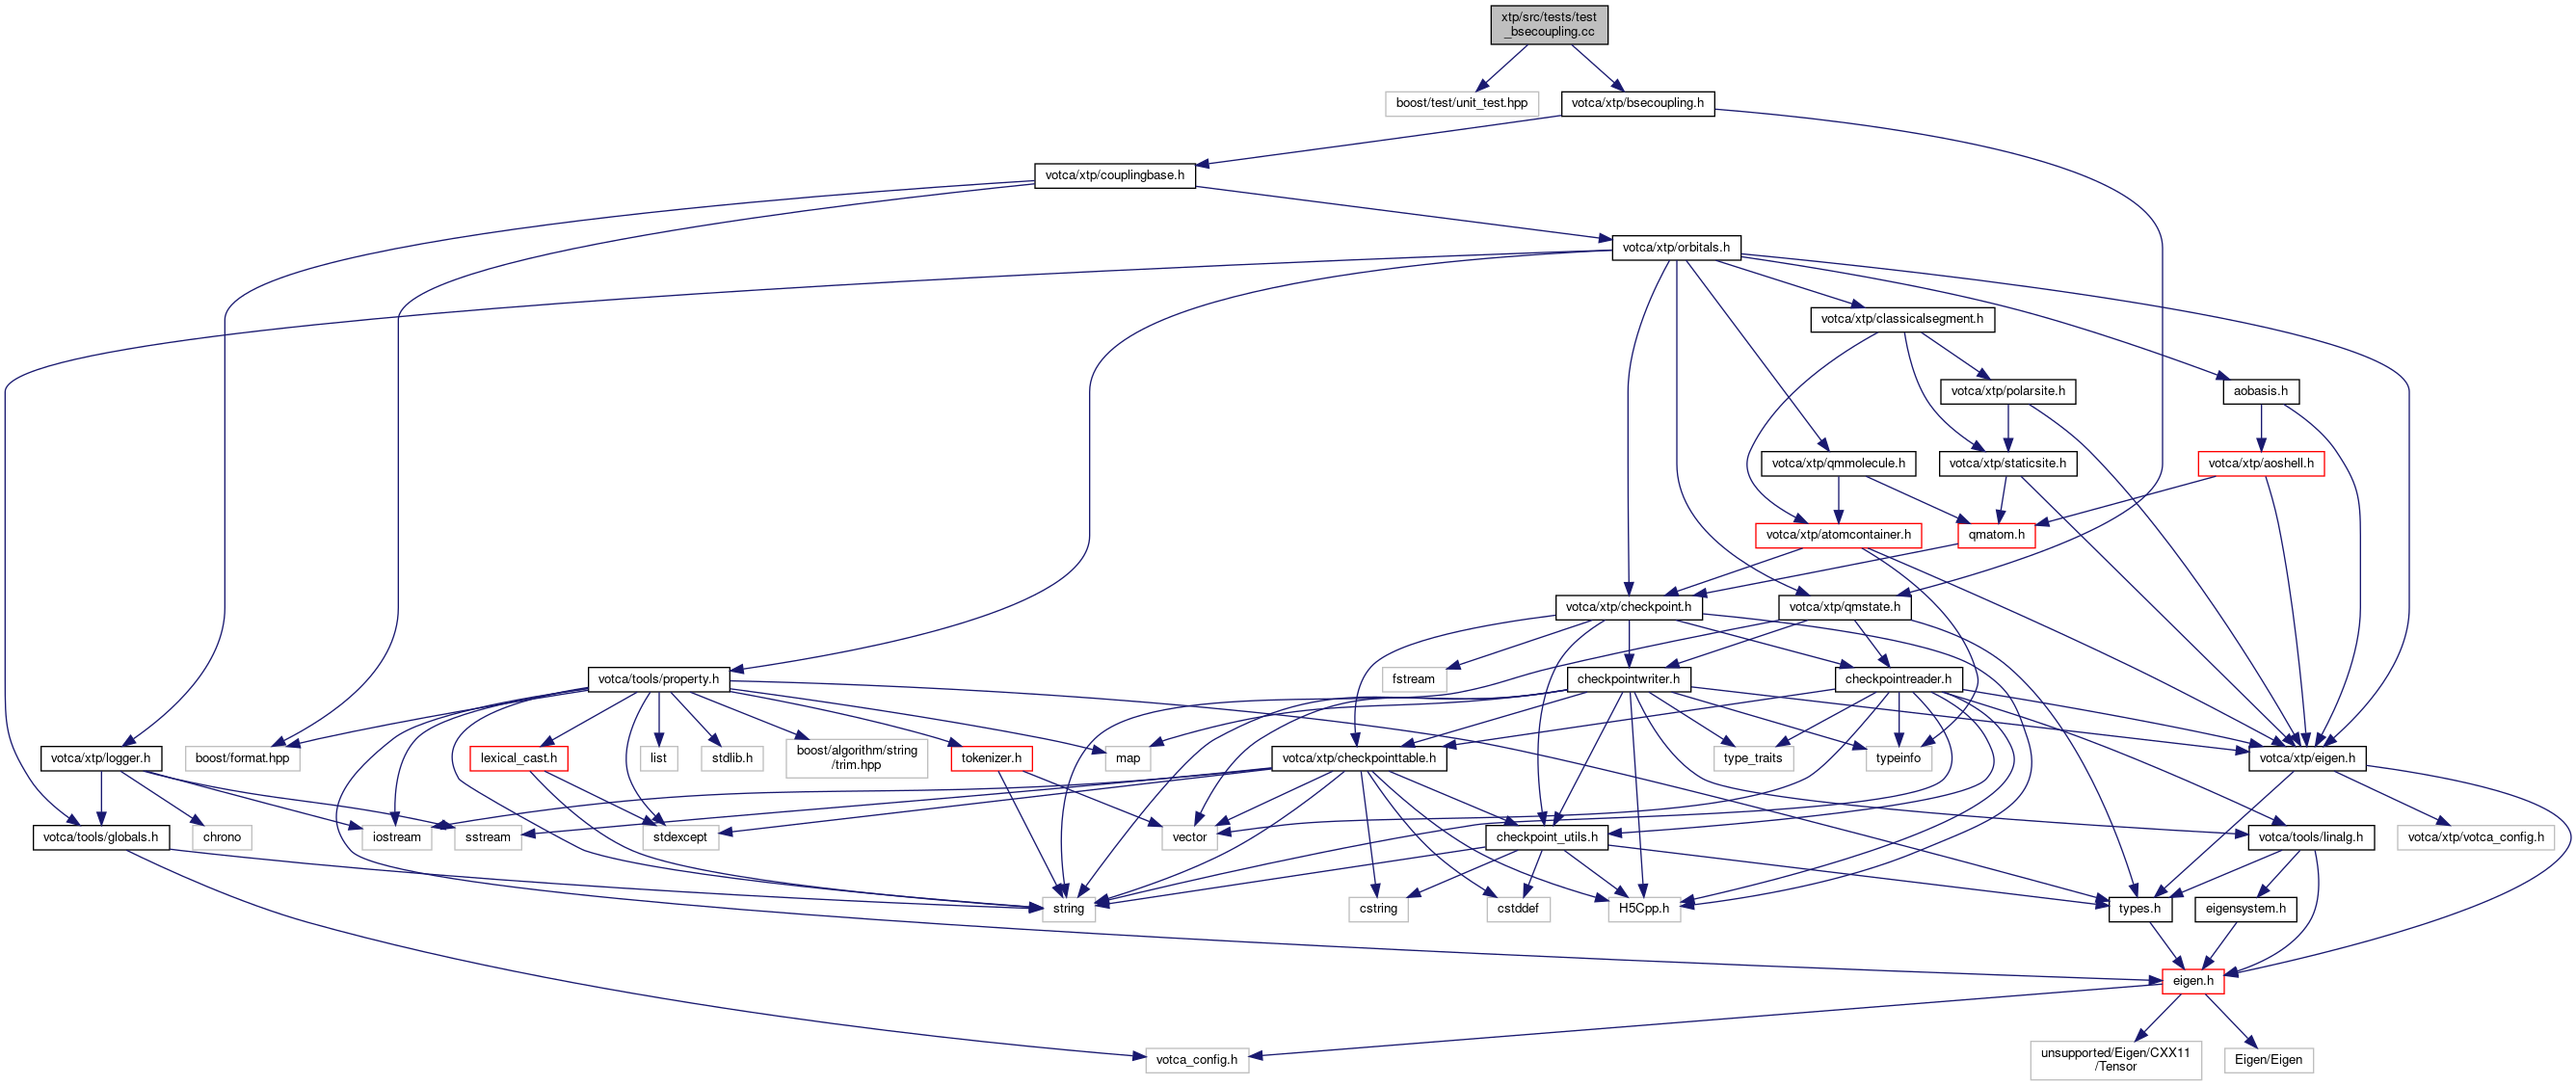 xtp/src/tests/test
_bsecoupling.cc
boost/test/unit_test.hpp
votca/xtp/bsecoupling.h
votca/xtp/couplingbase.h
votca/xtp/orbitals.h
votca/xtp/classicalsegment.h
votca/xtp/polarsite.h
aobasis.h
votca/xtp/qmmolecule.h
votca/xtp/staticsite.h
votca/xtp/aoshell.h
votca/xtp/atomcontainer.h
qmatom.h
votca/xtp/checkpoint.h
votca/xtp/qmstate.h
votca/tools/property.h
fstream
checkpointwriter.h
checkpointreader.h
votca/xtp/logger.h
boost/format.hpp
lexical_cast.h
list
stdlib.h
boost/algorithm/string
/trim.hpp
tokenizer.h
map
votca/xtp/checkpointtable.h
type_traits
typeinfo
votca/xtp/eigen.h
votca/tools/globals.h
chrono
iostream
sstream
stdexcept
vector
checkpoint_utils.h
votca/tools/linalg.h
votca/xtp/votca_config.h
string
cstring
cstddef
H5Cpp.h
types.h
eigensystem.h
eigen.h
votca_config.h
unsupported/Eigen/CXX11
/Tensor
Eigen/Eigen